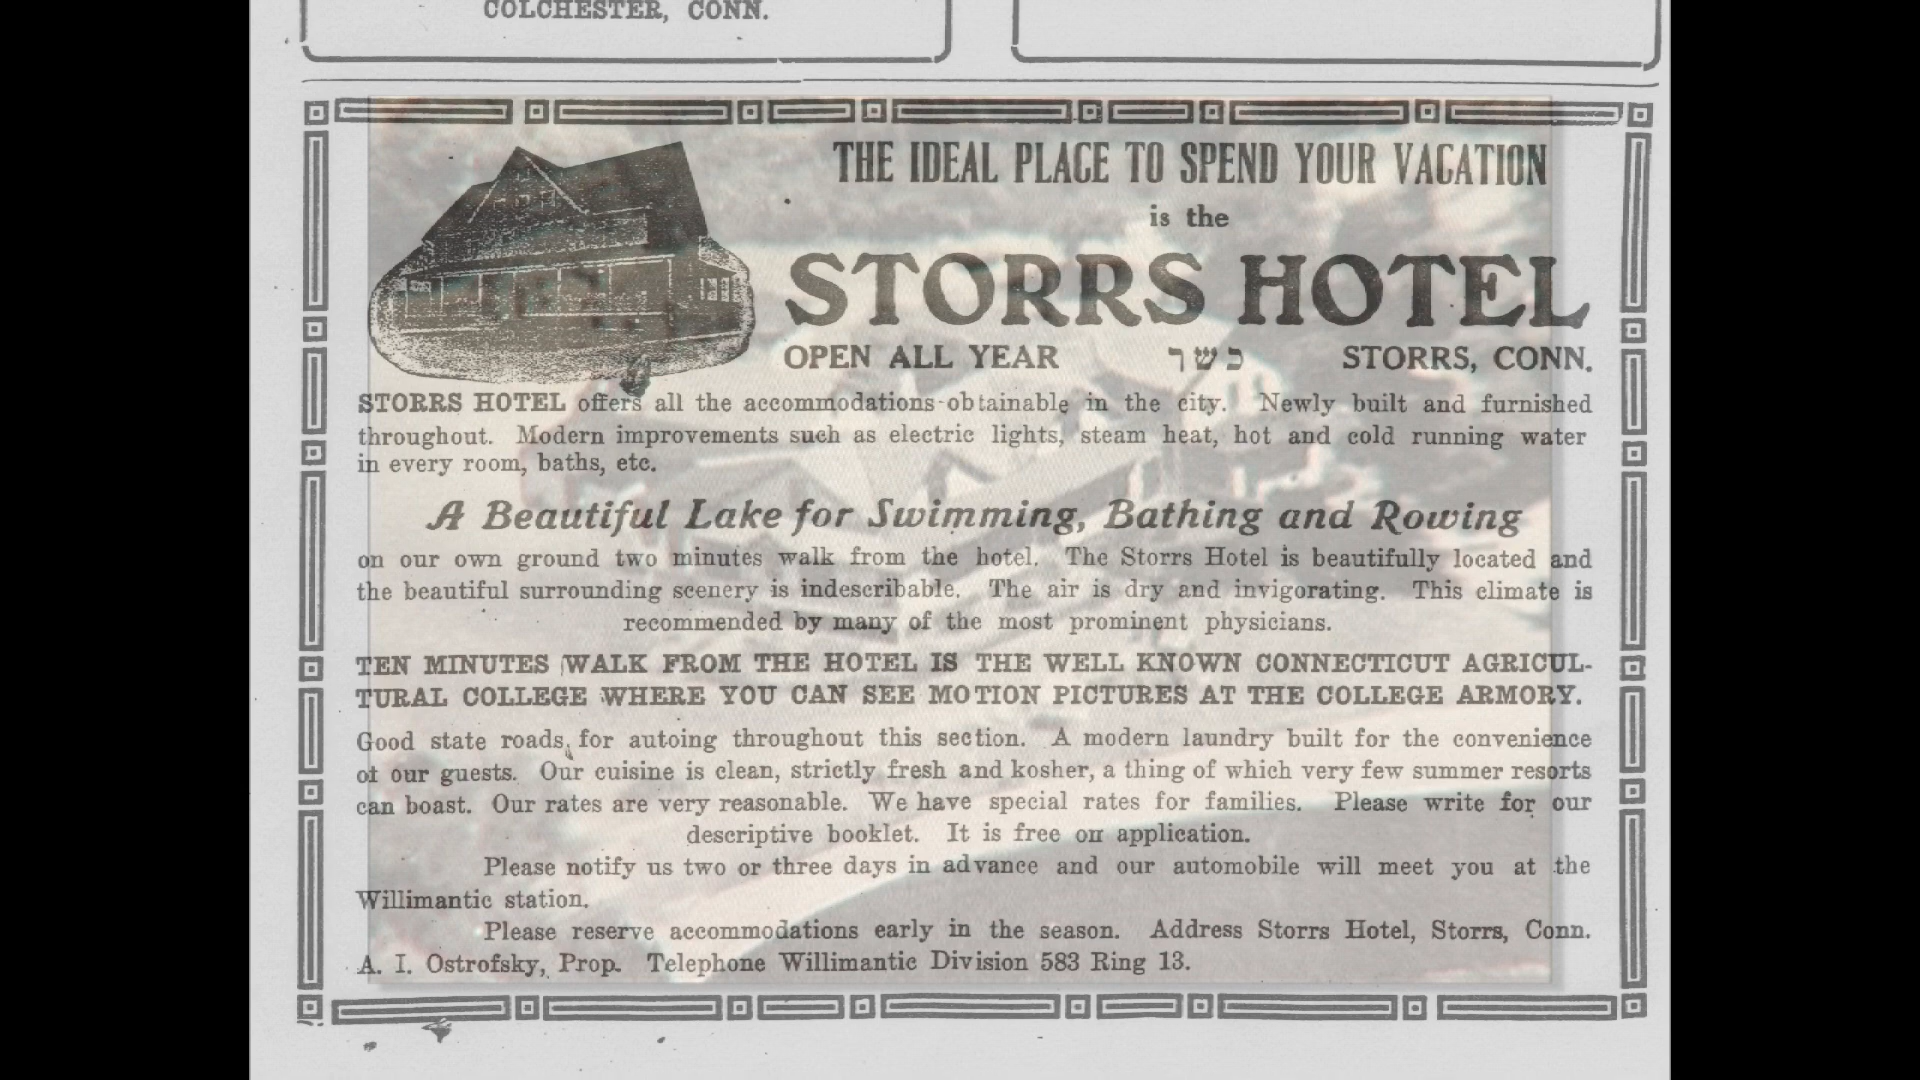 COLCHESTER, CONN.
THE IDEAL PLACE TO SPEND YOUR VACATION
is the
STORRS HOTEL
OPEN ALL YEAR כשר STORRS, CONN.
STORRS HOTEL offers all the accommodations obtainable in the city. Newly built and furnished
throughout. Modern improvements such as electric lights, steam heat, hot and cold running water
in every room, baths, etc.
A Beautiful Lake for Swimming, Bathing and Rowing
on our own ground two minutes walk from the hotel. The Storrs Hotel is beautifully located and
the beautiful surrounding scenery is indescribable. The air is dry and invigorating. This climate is
recommended by many of the most prominent physicians.
TEN MINUTES WALK FROM THE HOTEL IS THE WELL KNOWN CONNECTICUT AGRICUL-
TURAL COLLEGE WHERE YOU CAN SEE MOTION PICTURES AT THE COLLEGE ARMORY.
Good state roads for autoing throughout this section. A modern laundry built for the convenience
of our guests. Our cuisine is clean, strictly fresh and kosher, a thing of which very few summer resorts
can boast. Our rates are very reasonable. We have special rates for families. Please write for our
descriptive booklet. It is free on application.
Please notify us two or three days in advance and our automobile will meet you at the
Willimantic station.
Please reserve accommodations early in the season. Address Storrs Hotel, Storrs, Conn.
A. I. Ostrofsky, Prop. Telephone Willimantic Division 583 Ring 13.